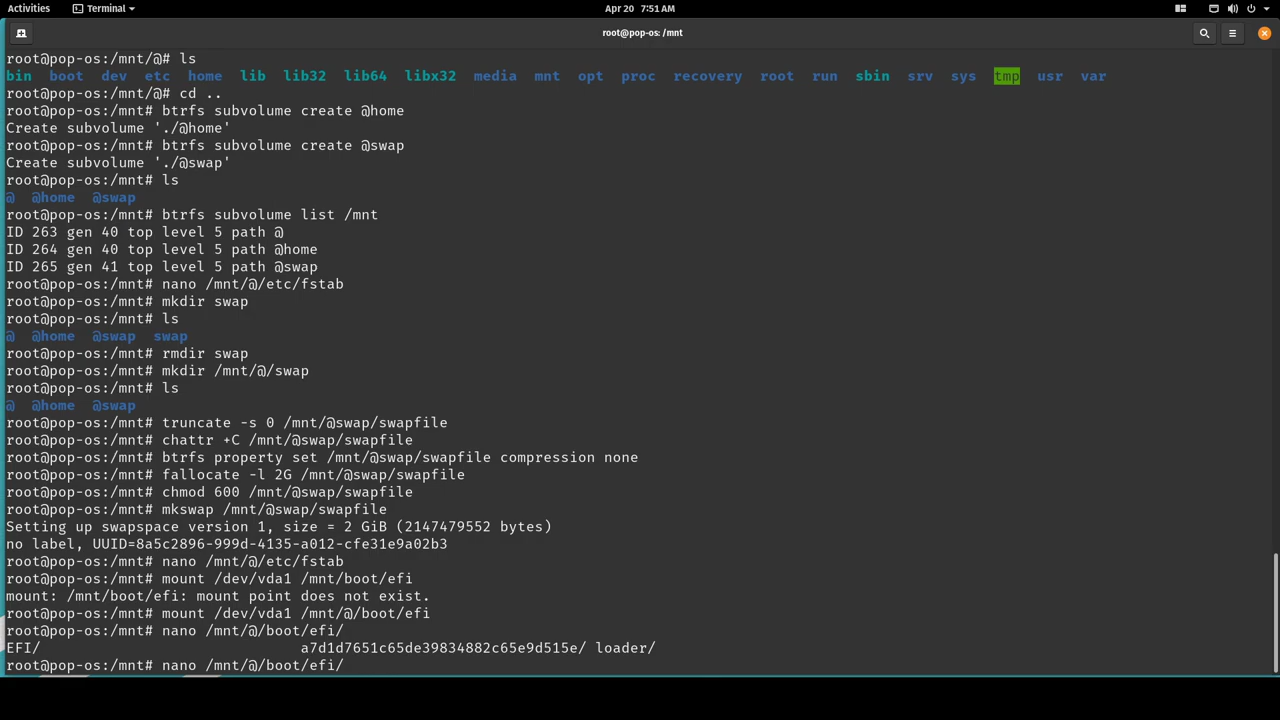 Activities
Terminal
Apr 20 7:51 AM
root@pop-os: /mnt
root@pop-os:/mnt/@# ls
bin boot dev etc home lib lib32 lib64 libx32 media mnt opt proc recovery root run sbin srv sys tmp usr var
root@pop-os:/mnt/@# cd ..
root@pop-os:/mnt# btrfs subvolume create @home
Create subvolume './@home'
root@pop-os:/mnt# btrfs subvolume create @swap
Create subvolume './@swap'
root@pop-os:/mnt# ls
@ @home @swap
root@pop-os:/mnt# btrfs subvolume list /mnt
ID 263 gen 40 top level 5 path @
ID 264 gen 40 top level 5 path @home
ID 265 gen 41 top level 5 path @swap
root@pop-os:/mnt# nano /mnt/@/etc/fstab
root@pop-os:/mnt# mkdir swap
root@pop-os:/mnt# ls
@ @home @swap swap
root@pop-os:/mnt# rmdir swap
root@pop-os:/mnt# mkdir /mnt/@/swap
root@pop-os:/mnt# ls
@ @home @swap
root@pop-os:/mnt# truncate -s 0 /mnt/@swap/swapfile
root@pop-os:/mnt# chattr +C /mnt/@swap/swapfile
root@pop-os:/mnt# btrfs property set /mnt/@swap/swapfile compression none
root@pop-os:/mnt# fallocate -l 2G /mnt/@swap/swapfile
root@pop-os:/mnt# chmod 600 /mnt/@swap/swapfile
root@pop-os:/mnt# mkswap /mnt/@swap/swapfile
Setting up swapspace version 1, size = 2 GiB (2147479552 bytes)
no label, UUID=8a5c2896-999d-4135-a012-cfe31e9a02b3
root@pop-os:/mnt# nano /mnt/@/etc/fstab
root@pop-os:/mnt# mount /dev/vda1 /mnt/boot/efi
mount: /mnt/boot/efi: mount point does not exist.
root@pop-os:/mnt# mount /dev/vda1 /mnt/@/boot/efi
root@pop-os:/mnt# nano /mnt/@/boot/efi/
EFI/ a7d1d7651c65de39834882c65e9d515e/ loader/
root@pop-os:/mnt# nano /mnt/@/boot/efi/